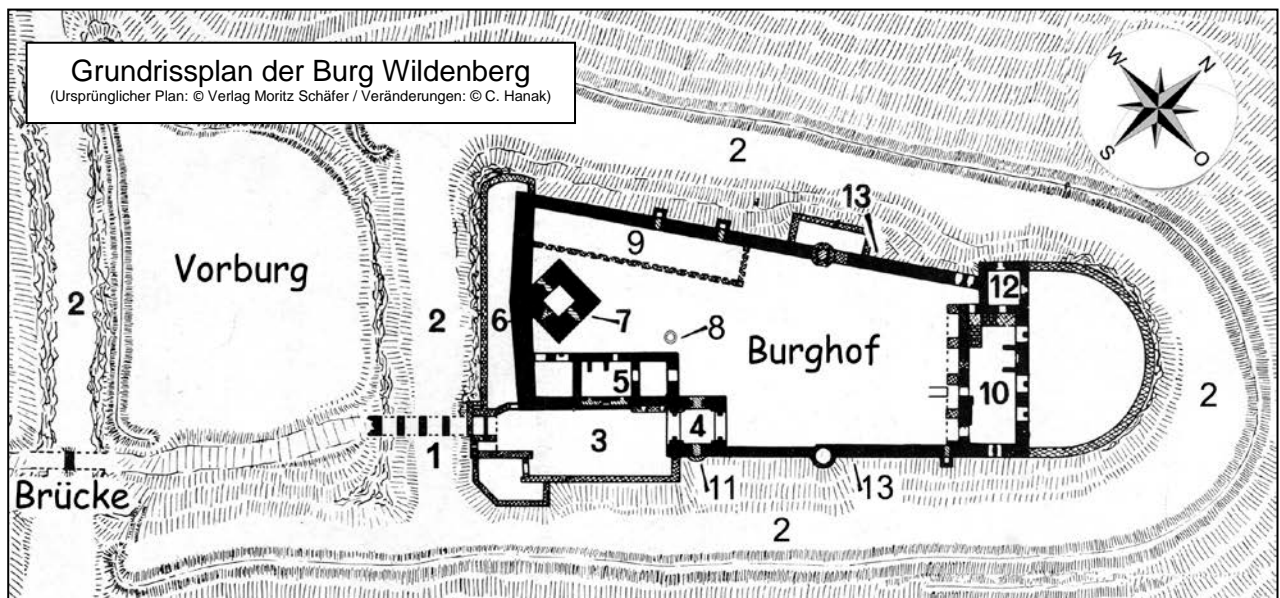 Grundrissplan der Burg Wildenberg
(Ursprünglicher Plan: © Verlag Moritz Schäfer / Veränderungen: © C. Hanak)
W
N
S
O
2
13
9
12
Vorburg
2
2
6
7
8
Burghof
5
10
2
3
4
1
Brücke
11
13
2